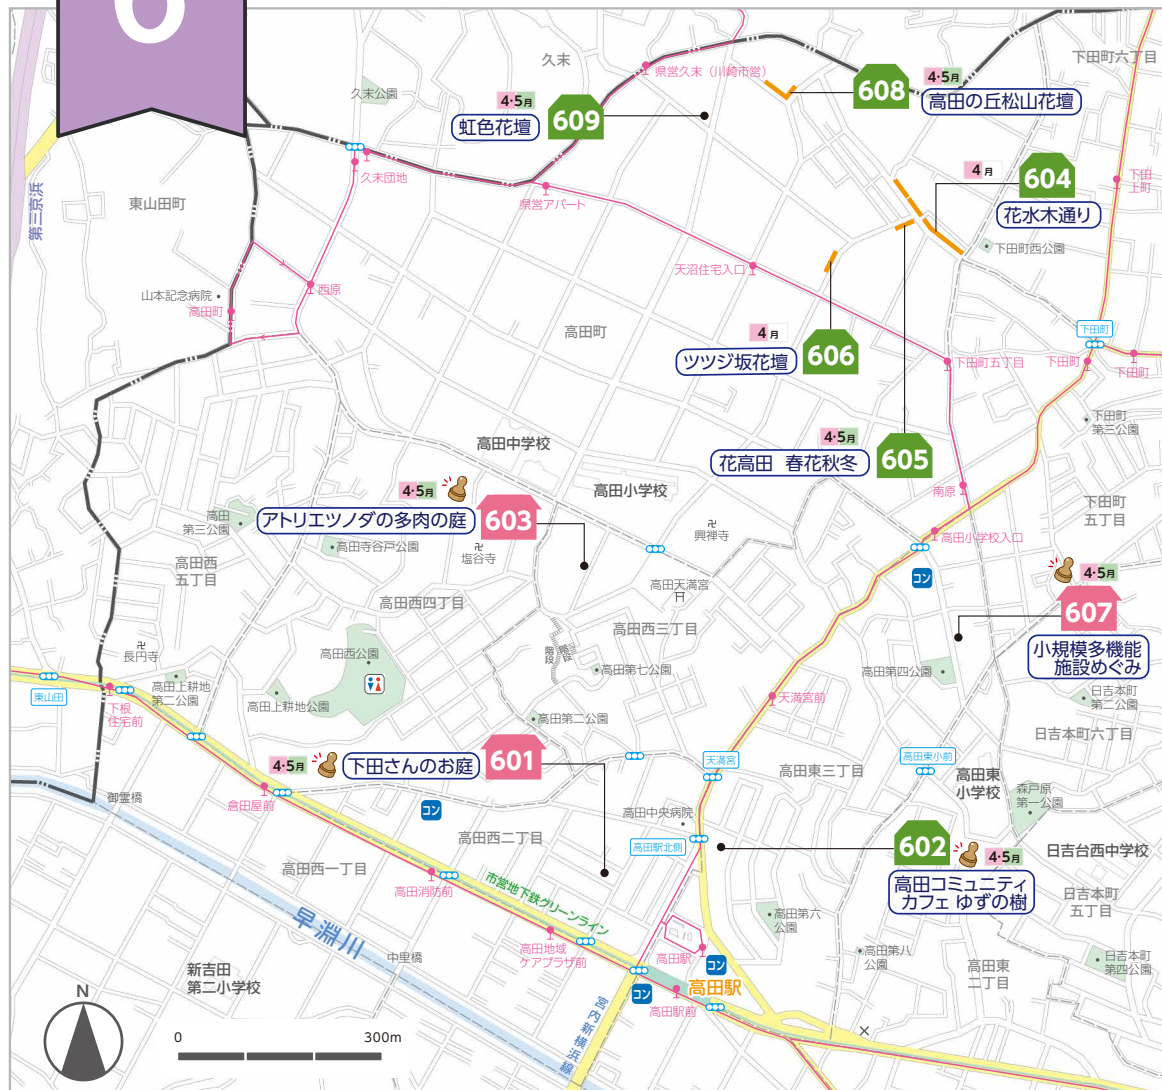 6
久末
県営久末（川崎市営）
下田町六丁目
久末公園
4·5月
608
高田の丘松山花壇
4·5月
609
虹色花壇
久末団地
4月
604
花水木通り
下田上町
第三京浜
東山田町
県営アパート
下田町西公園
天沼住宅入口
山本記念病院
西原
高田町
高田町
4月
606
ツツジ坂花壇
下田町
下田町五丁目
下田町
下田町
下田町
第三公園
4·5月
605
花高田　春花秋冬
高田中学校
高田小学校
南原
4·5月
603
アトリエツノダの多肉の庭
高田
第三公園
高田寺谷戸公園
塩谷寺
興禅寺
高田小学校入口
下田町
五丁目
高田西
五丁目
コン
4·5月
607
小規模多機能
施設めぐみ
高田天満宮
高田西四丁目
高田西三丁目
長円寺
高田西公園
階段
階段
高田第七公園
高田第四公園
東山田
下根
住宅前
高田上耕地
第二公園
高田上耕地公園
高田第二公園
天満宮前
日吉本町
第二公園
日吉本町六丁目
4·5月
下田さんのお庭
601
天満宮
高田東三丁目
高田東小前
高田東
小学校
森戸原
第一公園
御霊橋
倉田屋前
コン
高田中央病院
高田西二丁目
高田駅北側
602
4·5月
高田コミュニティ
カフェ ゆずの樹
日吉台西中学校
高田西一丁目
高田消防前
市営地下鉄グリーンライン
日吉本町
五丁目
早淵川
高田第六
公園
高田地域
ケアプラザ前
中里橋
高田駅
コン
高田第八
公園
高田東
二丁目
日吉本町
第四公園
新吉田
第二小学校
コン
高田駅
高田駅前
宮内新横浜線
N
0
300m